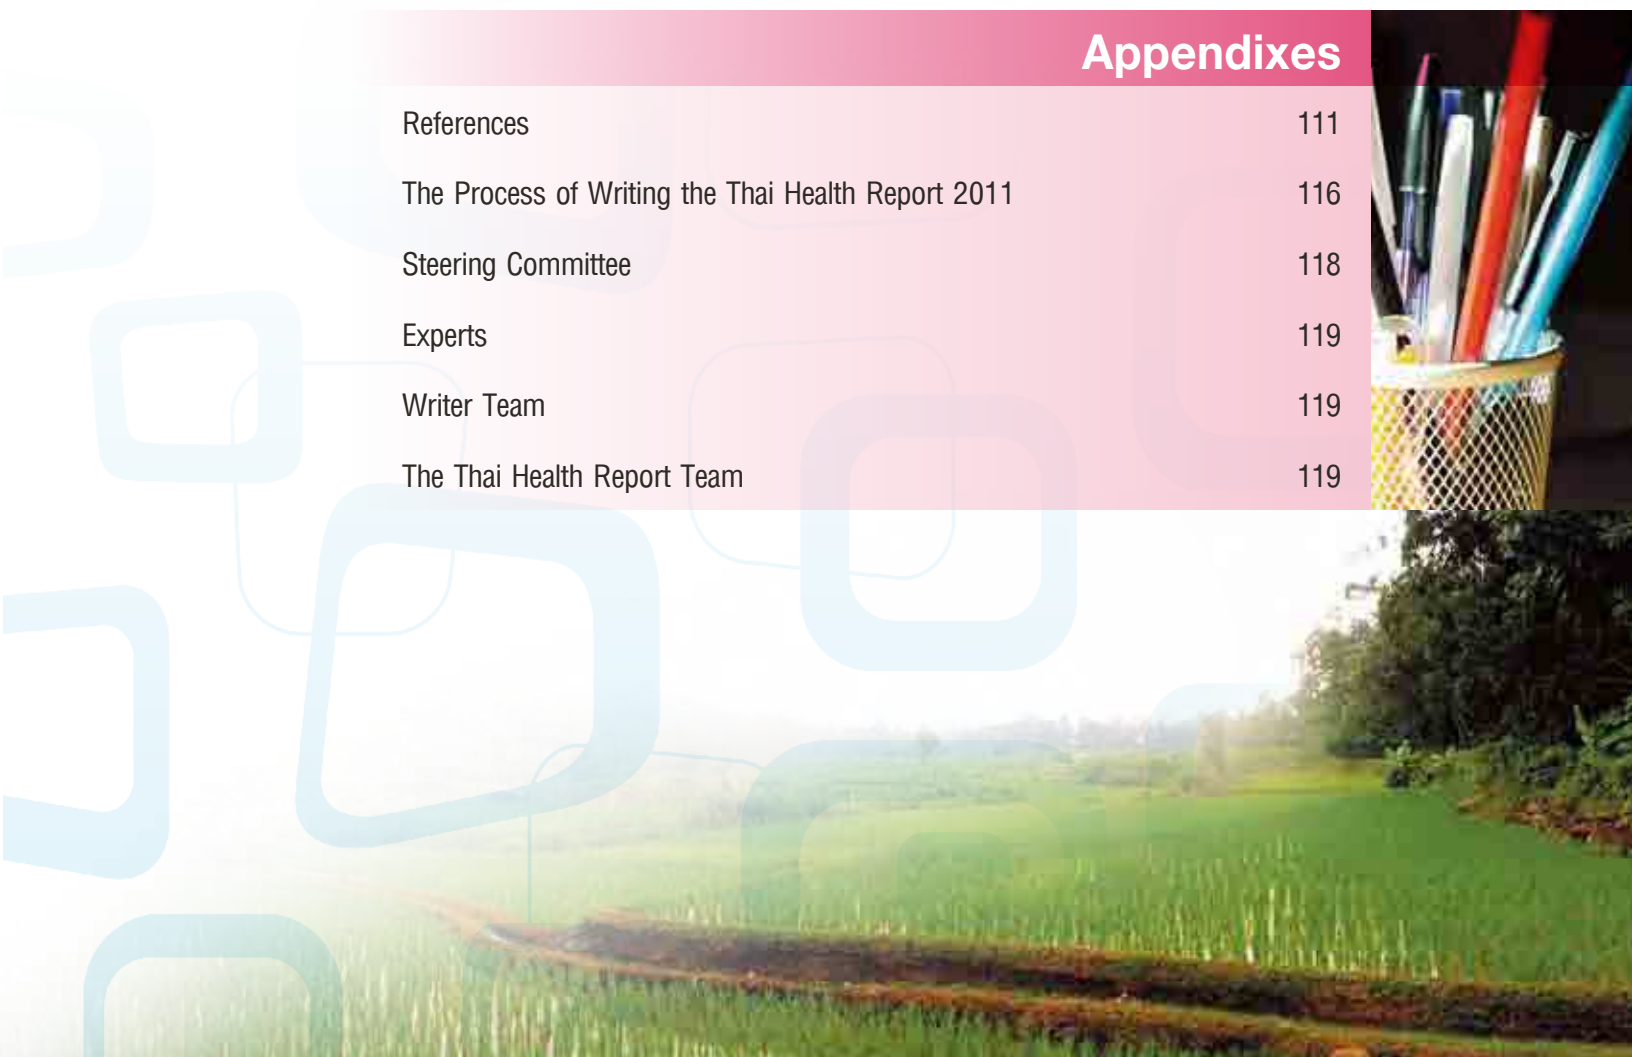 Appendixes
References 111
The Process of Writing the Thai Health Report 2011 116
Steering Committee 118
Experts 119
Writer Team 119
The Thai Health Report Team 119